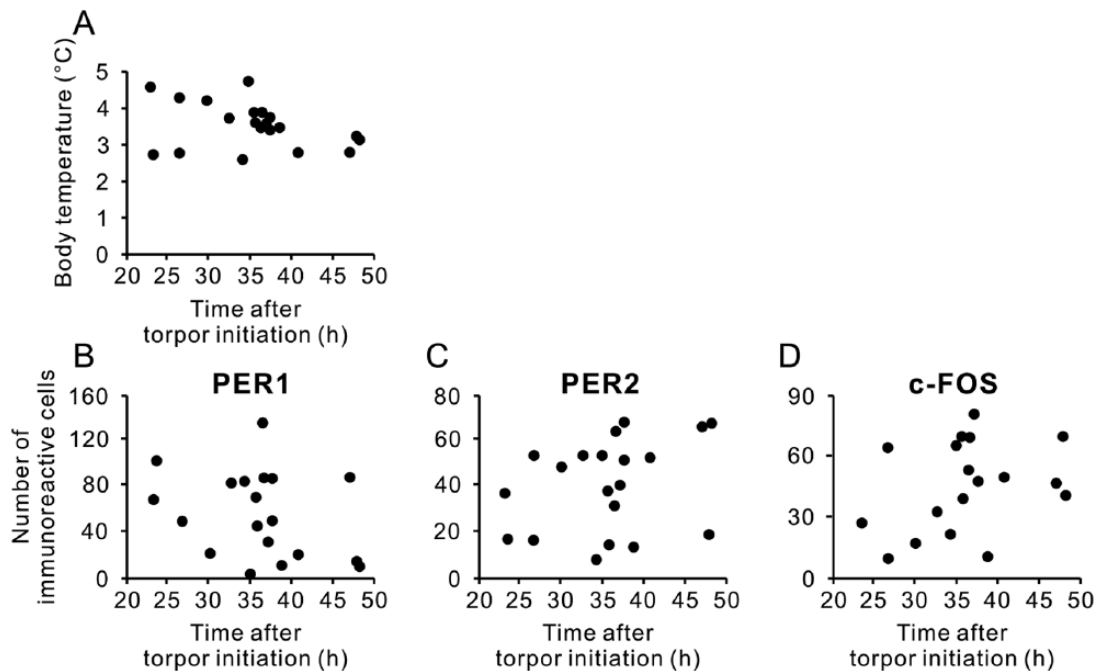 A
Body temperature (°C)
5
4
3
2
1
0
20 25 30 35 40 45 50
Time after
torpor initiation (h)
B
PER1
Number of
immunoreactive cells
160
120
80
40
0
20 25 30 35 40 45 50
Time after
torpor initiation (h)
C
PER2
80
60
40
20
0
20 25 30 35 40 45 50
Time after
torpor initiation (h)
D
c-FOS
90
60
30
0
20 25 30 35 40 45 50
Time after
torpor initiation (h)